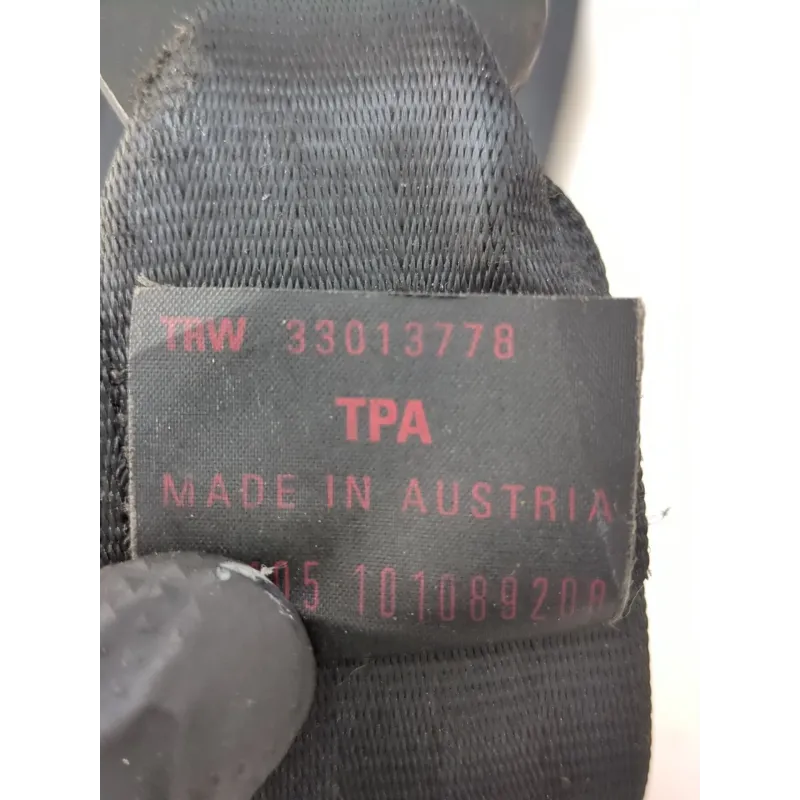 TRW 33013778
TPA
MADE IN AUSTRIA
101089200